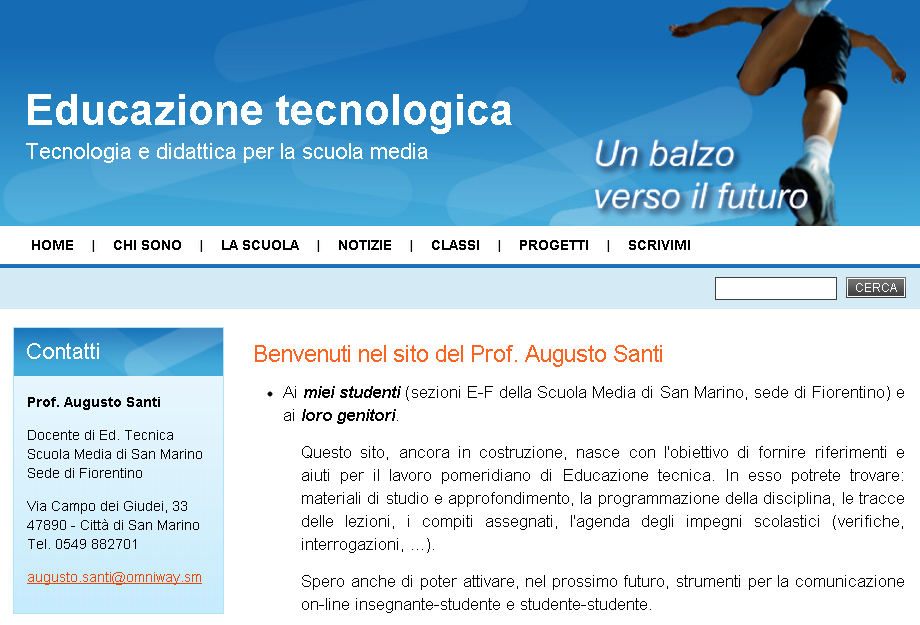 Educazione tecnologica
Tecnologia e didattica per la scuola media
Un balzo
verso il futuro
HOME | CHI SONO | LA SCUOLA | NOTIZIE | CLASSI | PROGETTI | SCRIVIMI
CERCA
Contatti
Prof. Augusto Santi
Docente di Ed. Tecnica
Scuola Media di San Marino
Sede di Fiorentino
Via Campo dei Giudei, 33
47890 - Città di San Marino
Tel. 0549 882701
augusto.santi@omniway.sm
Benvenuti nel sito del Prof. Augusto Santi
• Ai miei studenti (sezioni E-F della Scuola Media di San Marino, sede di Fiorentino) e
ai loro genitori.
Questo sito, ancora in costruzione, nasce con l'obiettivo di fornire riferimenti e
aiuti per il lavoro pomeridiano di Educazione tecnica. In esso potrete trovare:
materiali di studio e approfondimento, la programmazione della disciplina, le tracce
delle lezioni, i compiti assegnati, l'agenda degli impegni scolastici (verifiche,
interrogazioni, ...).
Spero anche di poter attivare, nel prossimo futuro, strumenti per la comunicazione
on-line insegnante-studente e studente-studente.